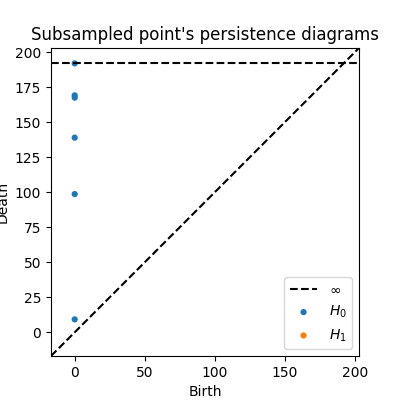 Subsampled point's persistence diagrams
200
175
150
125
100
75
50
25
0
Death
0 50 100 150 200
Birth
∞
H₀
H₁